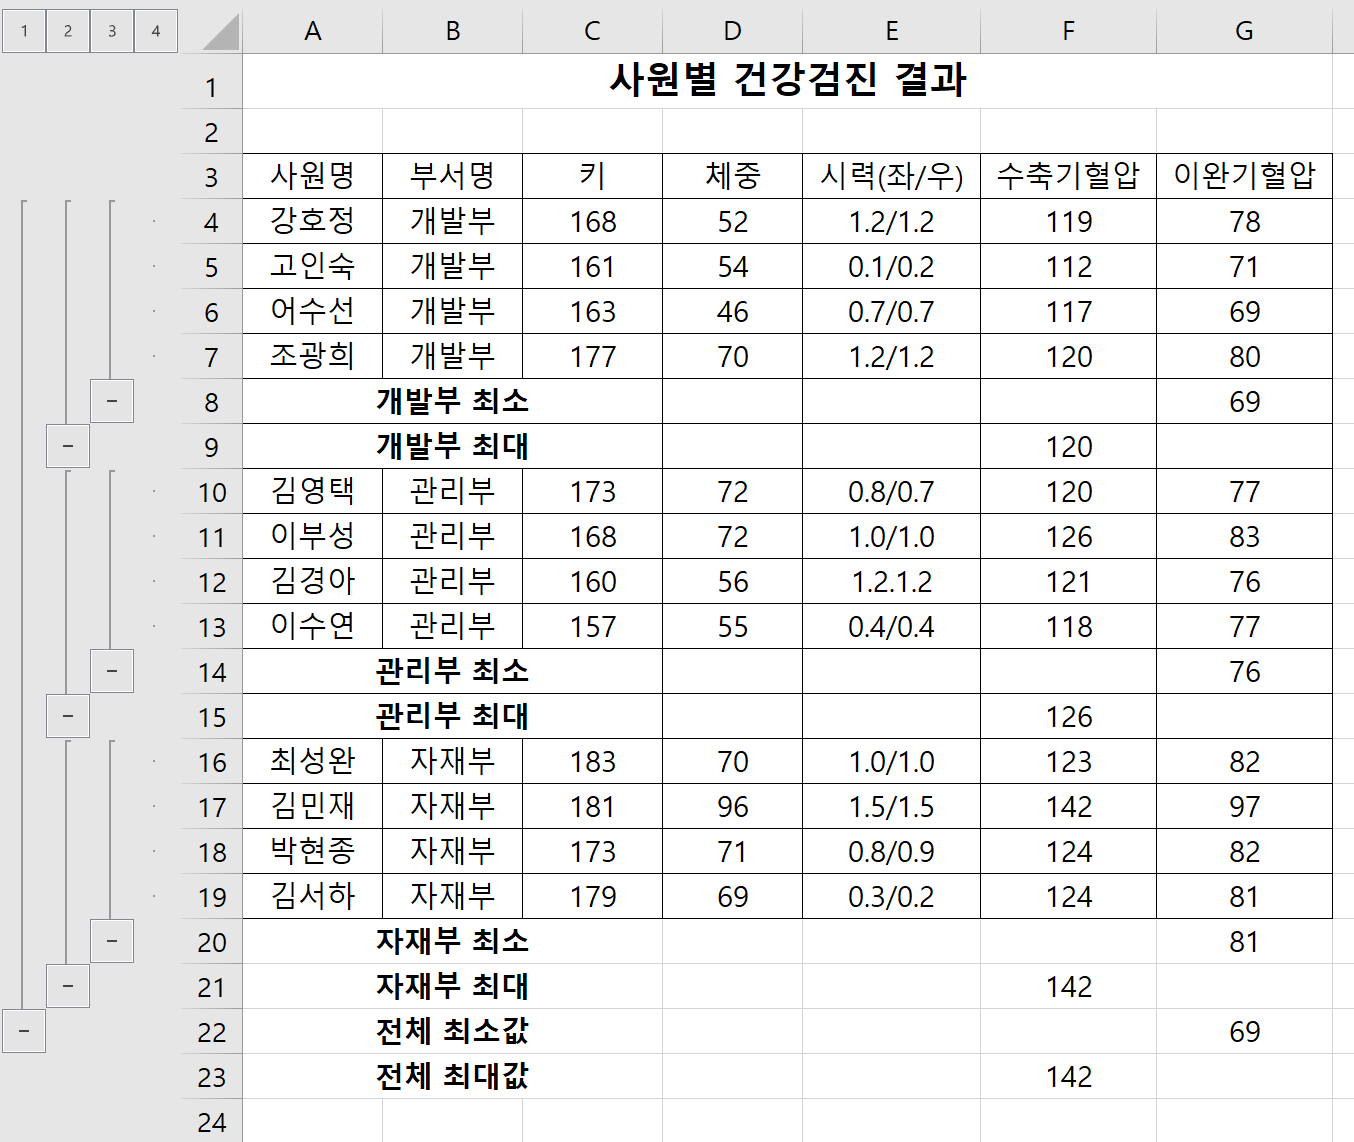 1 2 3 4 A B C D E F G
1 사원별 건강검진 결과
2
3 사원명 부서명 키 체중 시력(좌/우) 수축기혈압 이완기혈압
4 강호정 개발부 168 52 1.2/1.2 119 78
5 고인숙 개발부 161 54 0.1/0.2 112 71
6 어수선 개발부 163 46 0.7/0.7 117 69
7 조광희 개발부 177 70 1.2/1.2 120 80
8 개발부 최소 69
9 개발부 최대 120
10 김영택 관리부 173 72 0.8/0.7 120 77
11 이부성 관리부 168 72 1.0/1.0 126 83
12 김경아 관리부 160 56 1.2.1.2 121 76
13 이수연 관리부 157 55 0.4/0.4 118 77
14 관리부 최소 76
15 관리부 최대 126
16 최성완 자재부 183 70 1.0/1.0 123 82
17 김민재 자재부 181 96 1.5/1.5 142 97
18 박현종 자재부 173 71 0.8/0.9 124 82
19 김서하 자재부 179 69 0.3/0.2 124 81
20 자재부 최소 81
21 자재부 최대 142
22 전체 최소값 69
23 전체 최대값 142
24